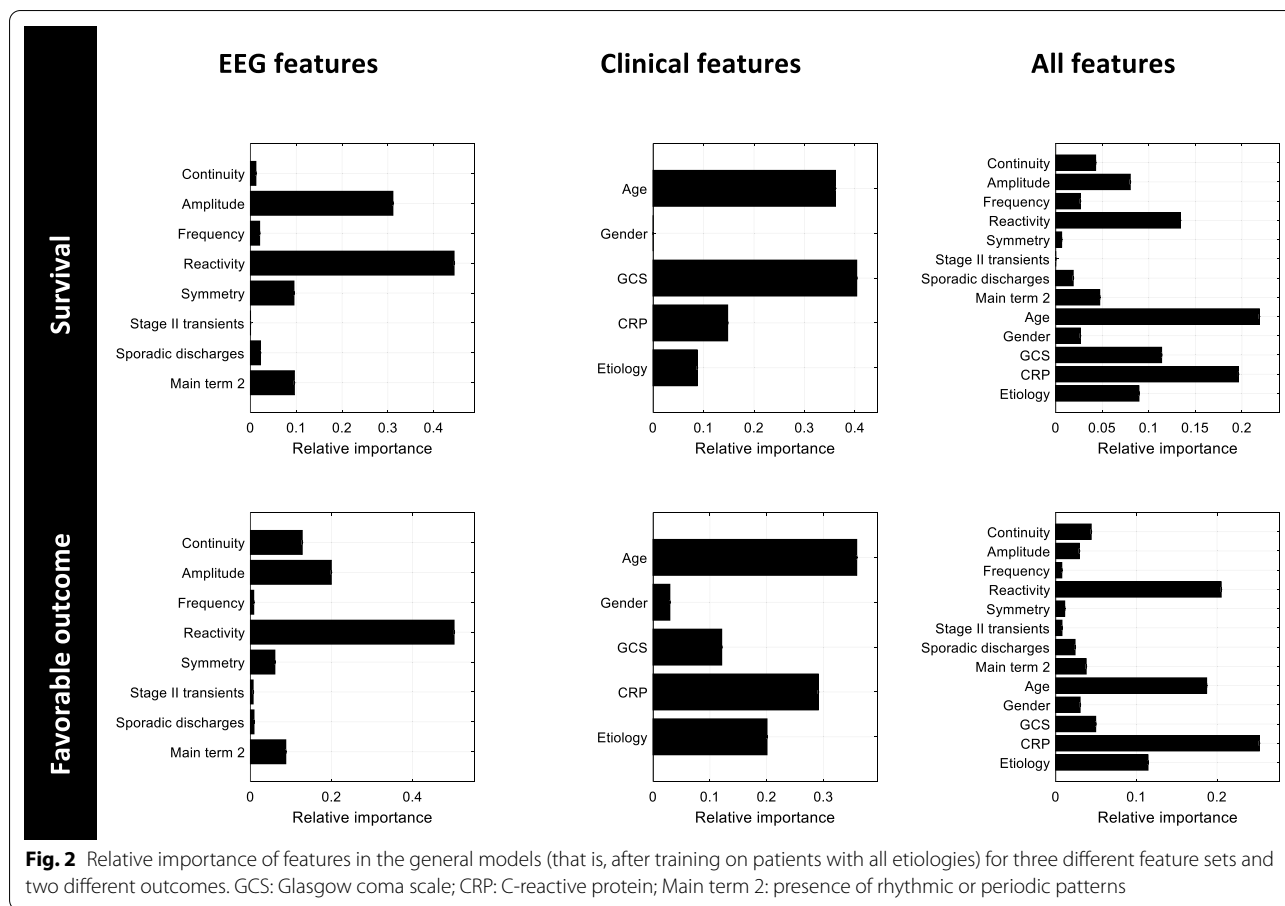 EEG features
Clinical features
All features
Survival
Continuity
Amplitude
Frequency
Reactivity
Symmetry
Stage II transients
Sporadic discharges
Main term 2
0 0.1 0.2 0.3 0.4
Relative importance
Age
Gender
GCS
CRP
Etiology
0 0.1 0.2 0.3 0.4
Relative importance
Continuity
Amplitude
Frequency
Reactivity
Symmetry
Stage II transients
Sporadic discharges
Main term 2
Age
Gender
GCS
CRP
Etiology
0 0.05 0.1 0.15 0.2
Relative importance
Favorable outcome
Continuity
Amplitude
Frequency
Reactivity
Symmetry
Stage II transients
Sporadic discharges
Main term 2
0 0.2 0.4
Relative importance
Age
Gender
GCS
CRP
Etiology
0 0.1 0.2 0.3
Relative importance
Continuity
Amplitude
Frequency
Reactivity
Symmetry
Stage II transients
Sporadic discharges
Main term 2
Age
Gender
GCS
CRP
Etiology
0 0.1 0.2
Relative importance
Fig. 2 Relative importance of features in the general models (that is, after training on patients with all etiologies) for three different feature sets and
two different outcomes. GCS: Glasgow coma scale; CRP: C-reactive protein; Main term 2: presence of rhythmic or periodic patterns